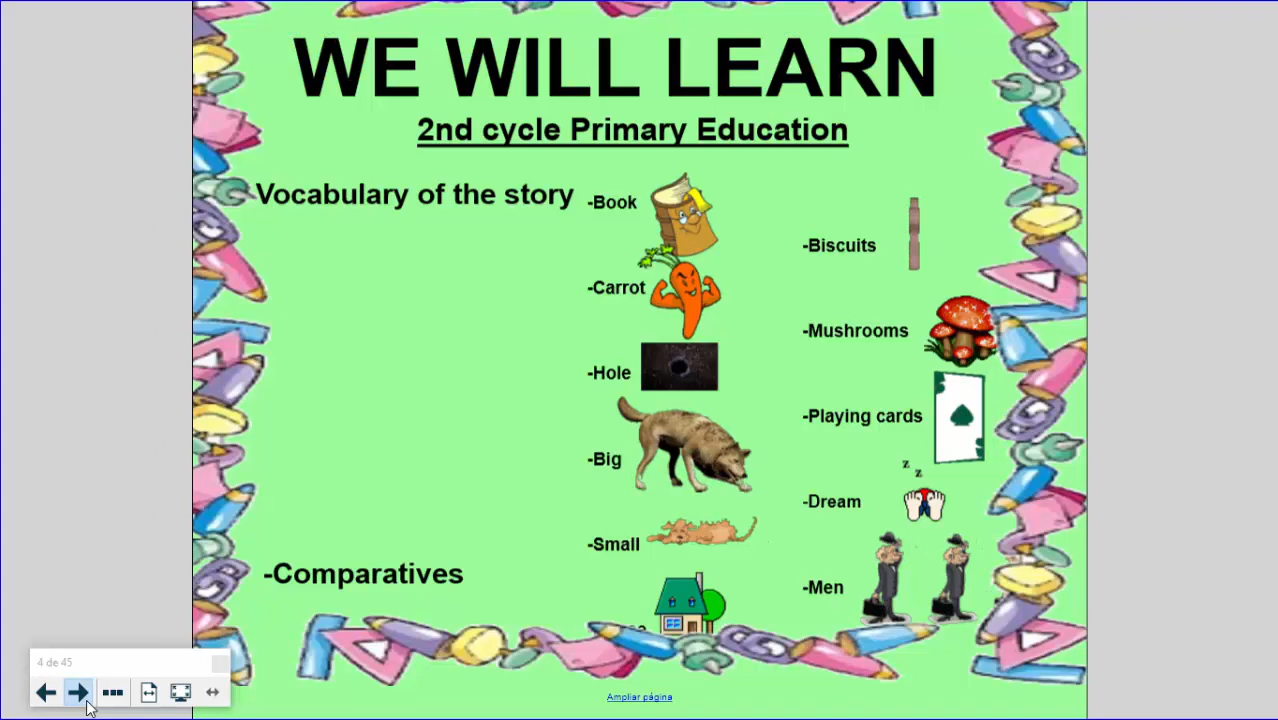 WE WILL LEARN
2nd cycle Primary Education
Vocabulary of the story
-Book
-Carrot
-Hole
-Big
-Small
-Biscuits
-Mushrooms
-Playing cards
z
z
-Dream
-Men
-Comparatives
4 de 45
Ampliar página